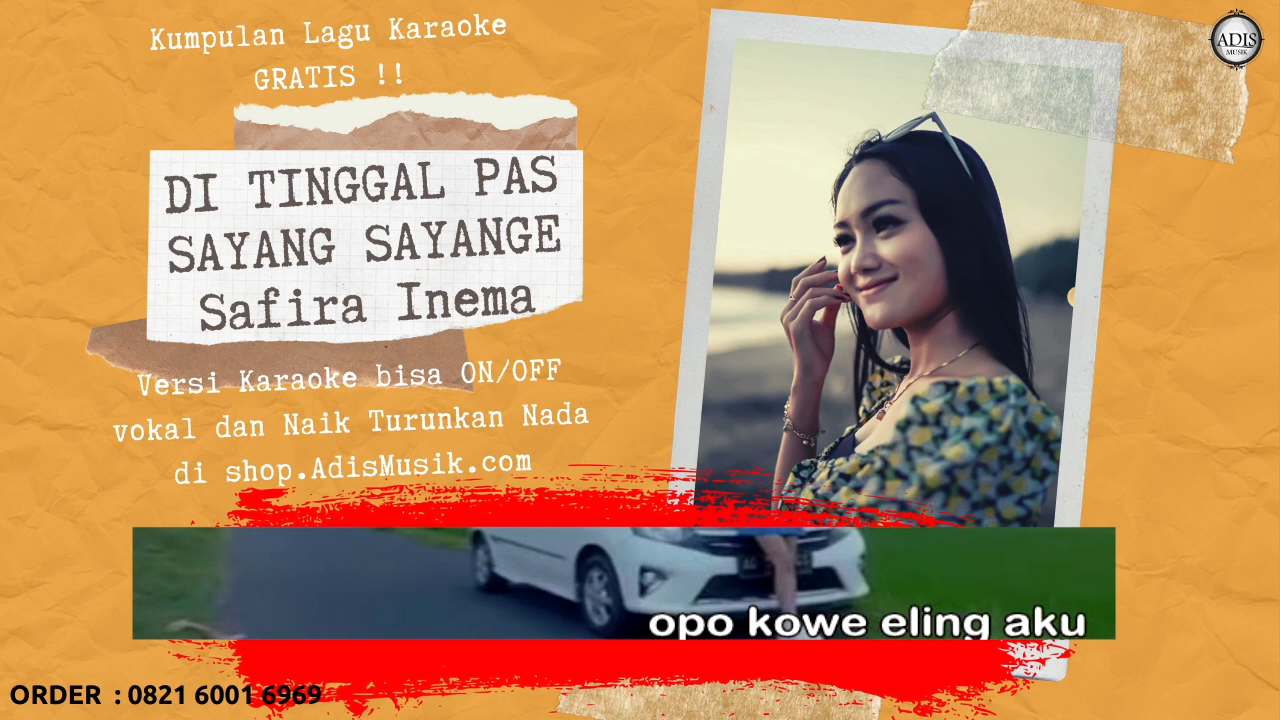 Kumpulan Lagu Karaoke
GRATIS !!
DI TINGGAL PAS
SAYANG SAYANGE
Safira Inema
Versi Karaoke bisa ON/OFF
vokal dan Naik Turunkan Nada
di shop.AdisMusik.com
ADIS
MUSIK
opo kowe eling aku
ORDER : 0821 6001 6969